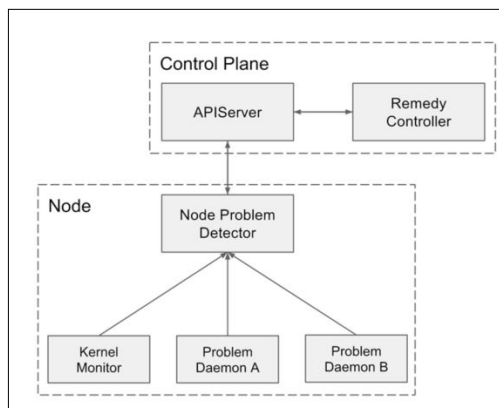 Control Plane
APIServer
Remedy
Controller
Node
Node Problem
Detector
Kernel
Monitor
Problem
Daemon A
Problem
Daemon B